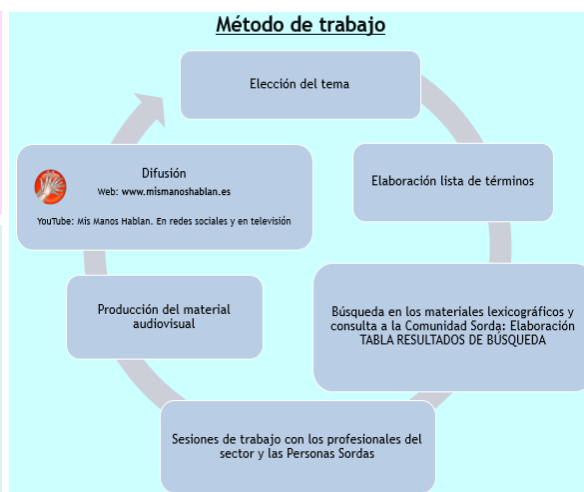 Método de trabajo
Elección del tema
Elaboración lista de términos
Búsqueda en los materiales lexicográficos y
consulta a la Comunidad Sorda: Elaboración
TABLA RESULTADOS DE BÚSQUEDA
Sesiones de trabajo con los profesionales del
sector y las Personas Sordas
Producción del material
audiovisual
Difusión
Web: www.mismanoshablan.es
YouTube: Mis Manos Hablan. En redes sociales y en televisión